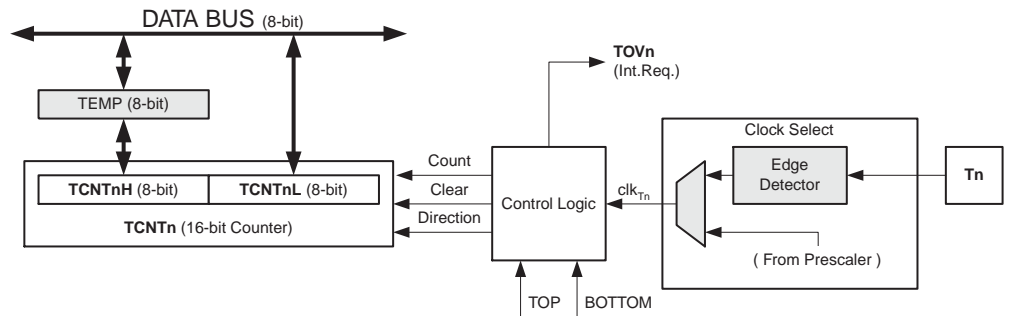 DATA BUS (8-bit)
TOVn
(Int.Req.)
TEMP (8-bit)
Clock Select
Count
Edge
Detector
Tn
TCNTnH (8-bit) TCNTnL (8-bit)
Clear
Control Logic
clkTn
TCNTn (16-bit Counter)
Direction
( From Prescaler )
TOP
BOTTOM